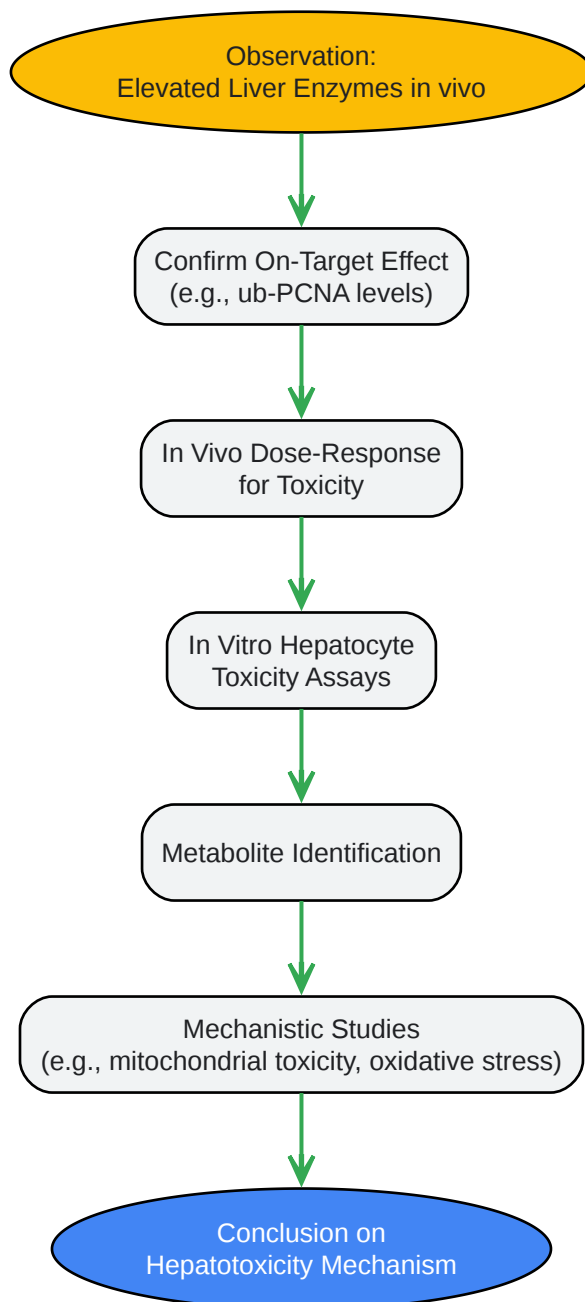 Observation:
Elevated Liver Enzymes in vivo
Confirm On-Target Effect
(e.g., ub-PCNA levels)
In Vivo Dose-Response
for Toxicity
In Vitro Hepatocyte
Toxicity Assays
Metabolite Identification
Mechanistic Studies
(e.g., mitochondrial toxicity, oxidative stress)
Conclusion on
Hepatotoxicity Mechanism